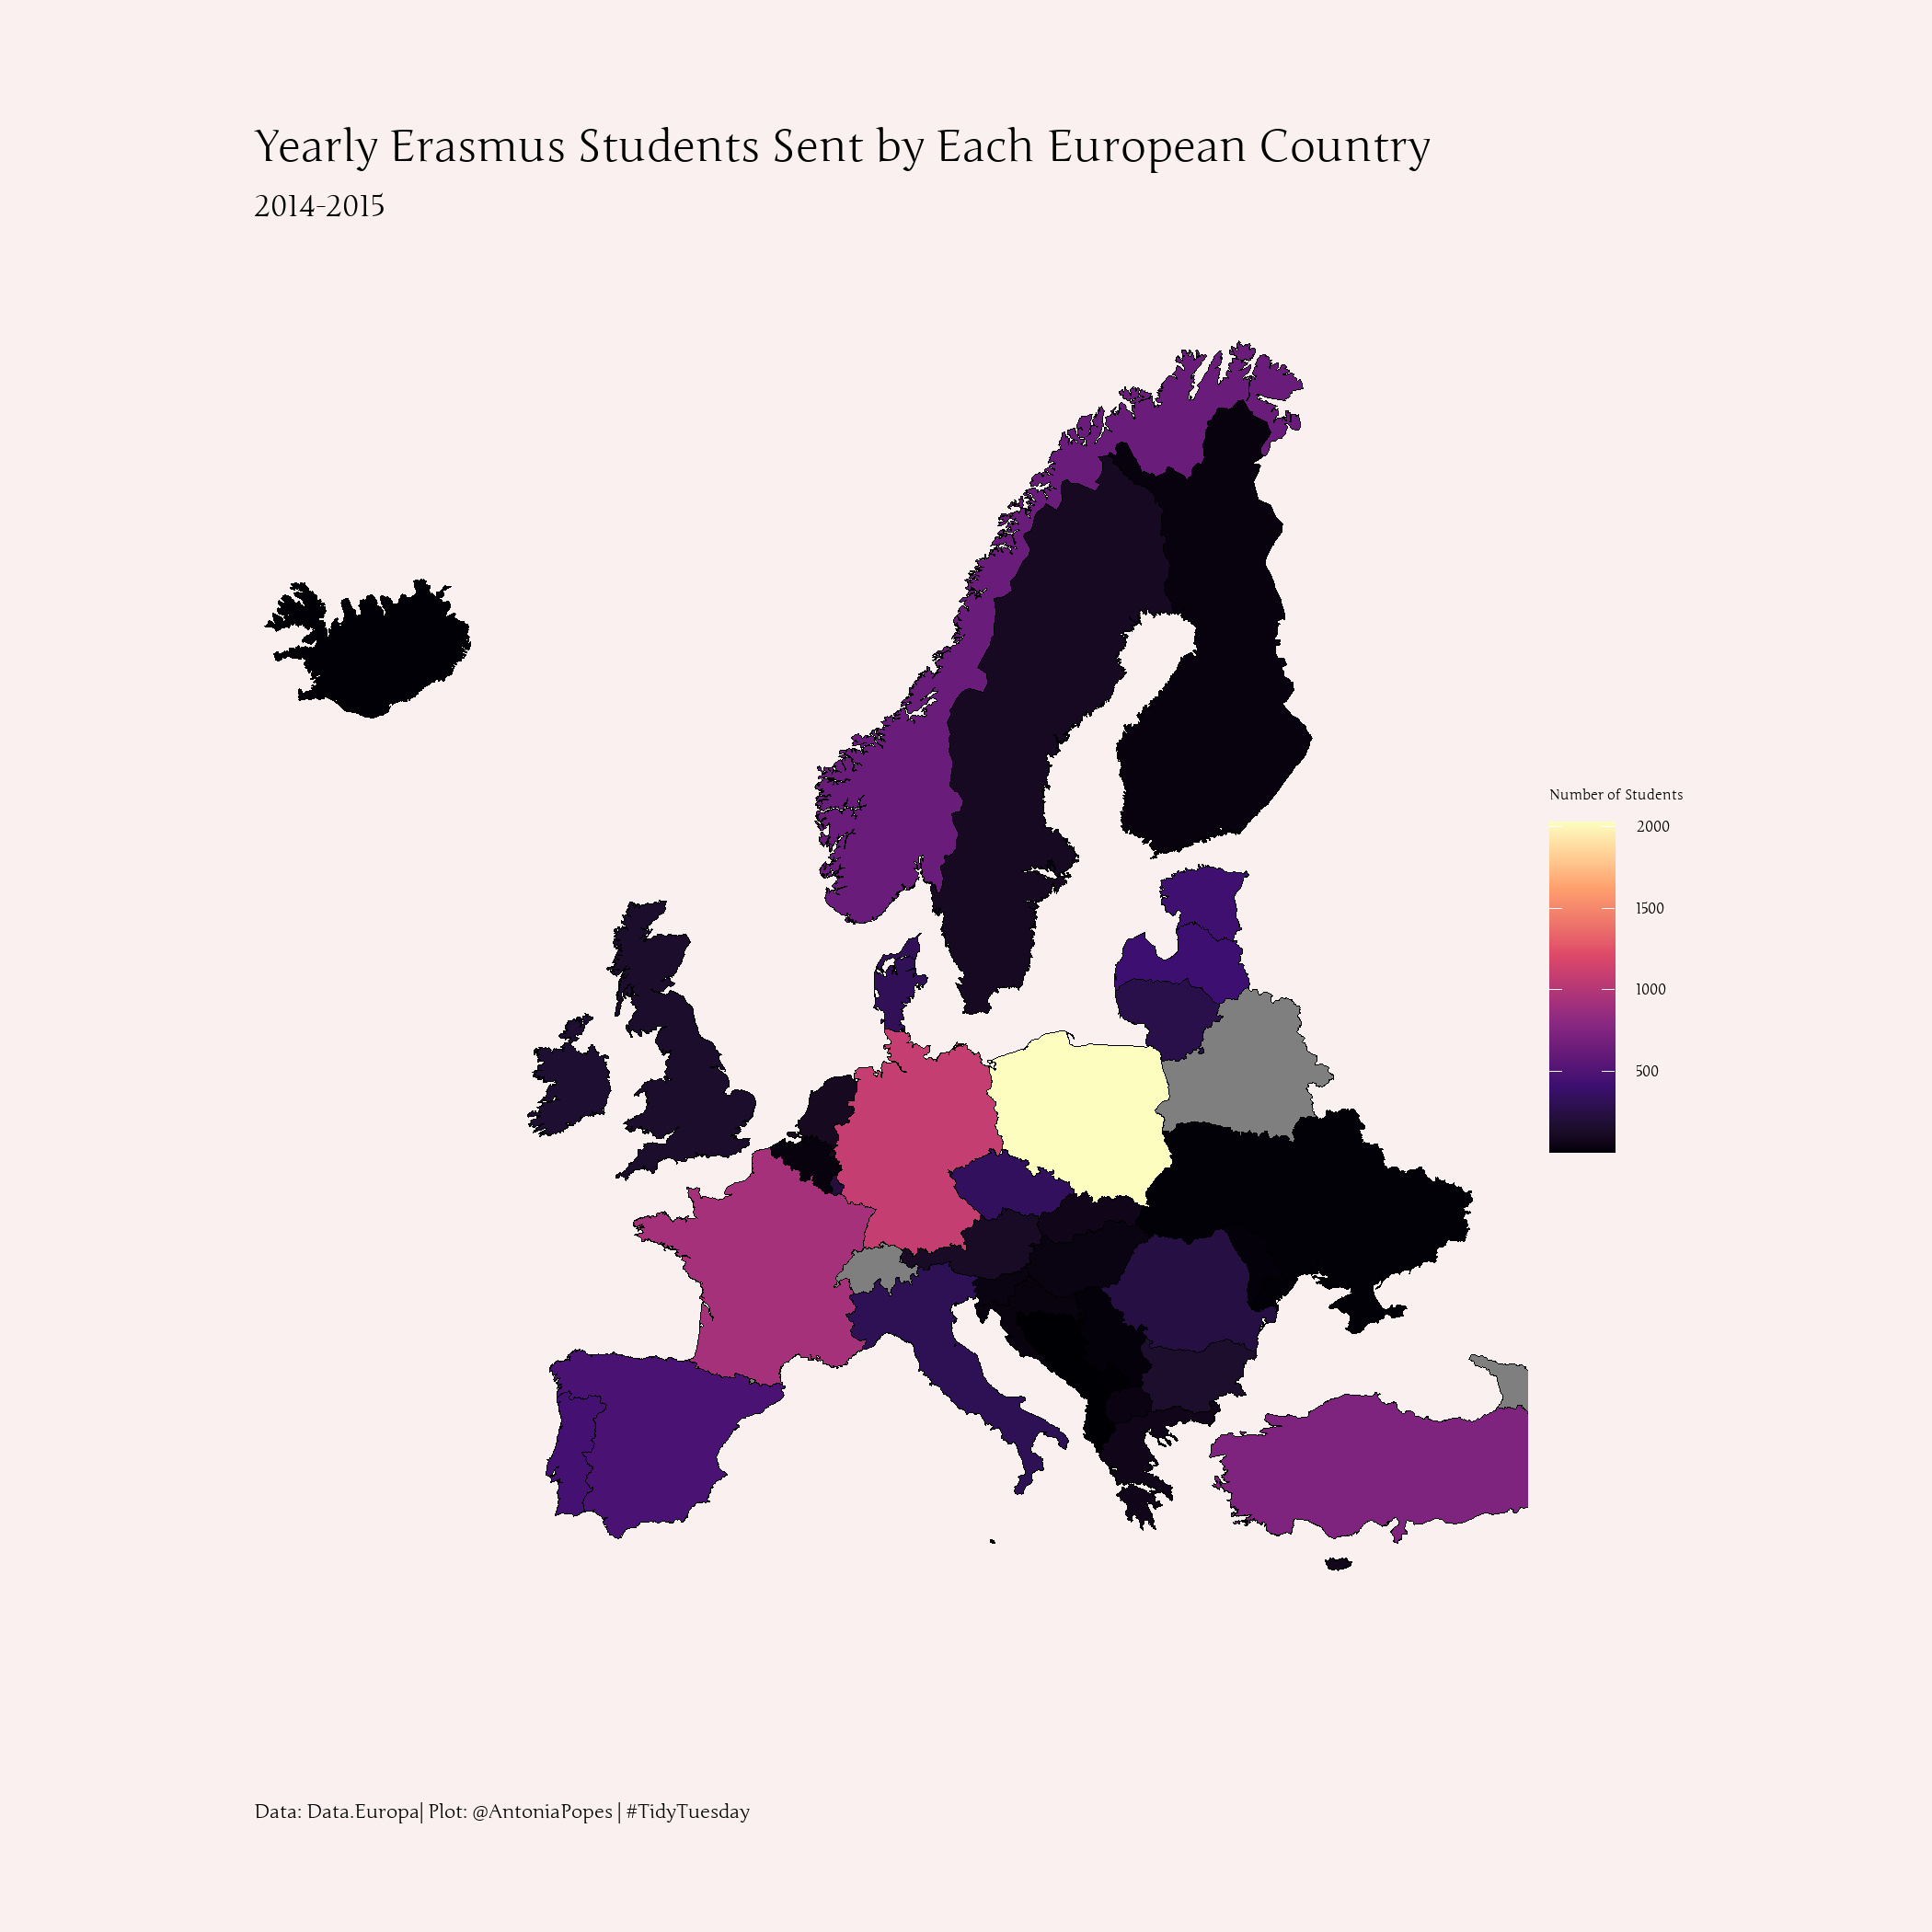 Yearly Erasmus Students Sent by Each European Country
2014-2015
Number of Students
2000
1500
1000
500
Data: Data.Europa| Plot: @AntoniaPopes | #TidyTuesday